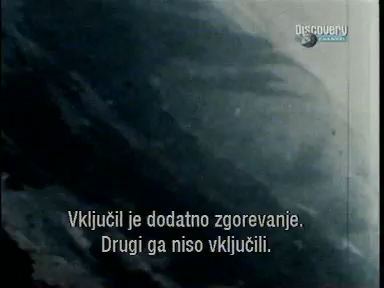 Discovery
Vključil je dodatno zgorevanje.
Drugi ga niso vključili.